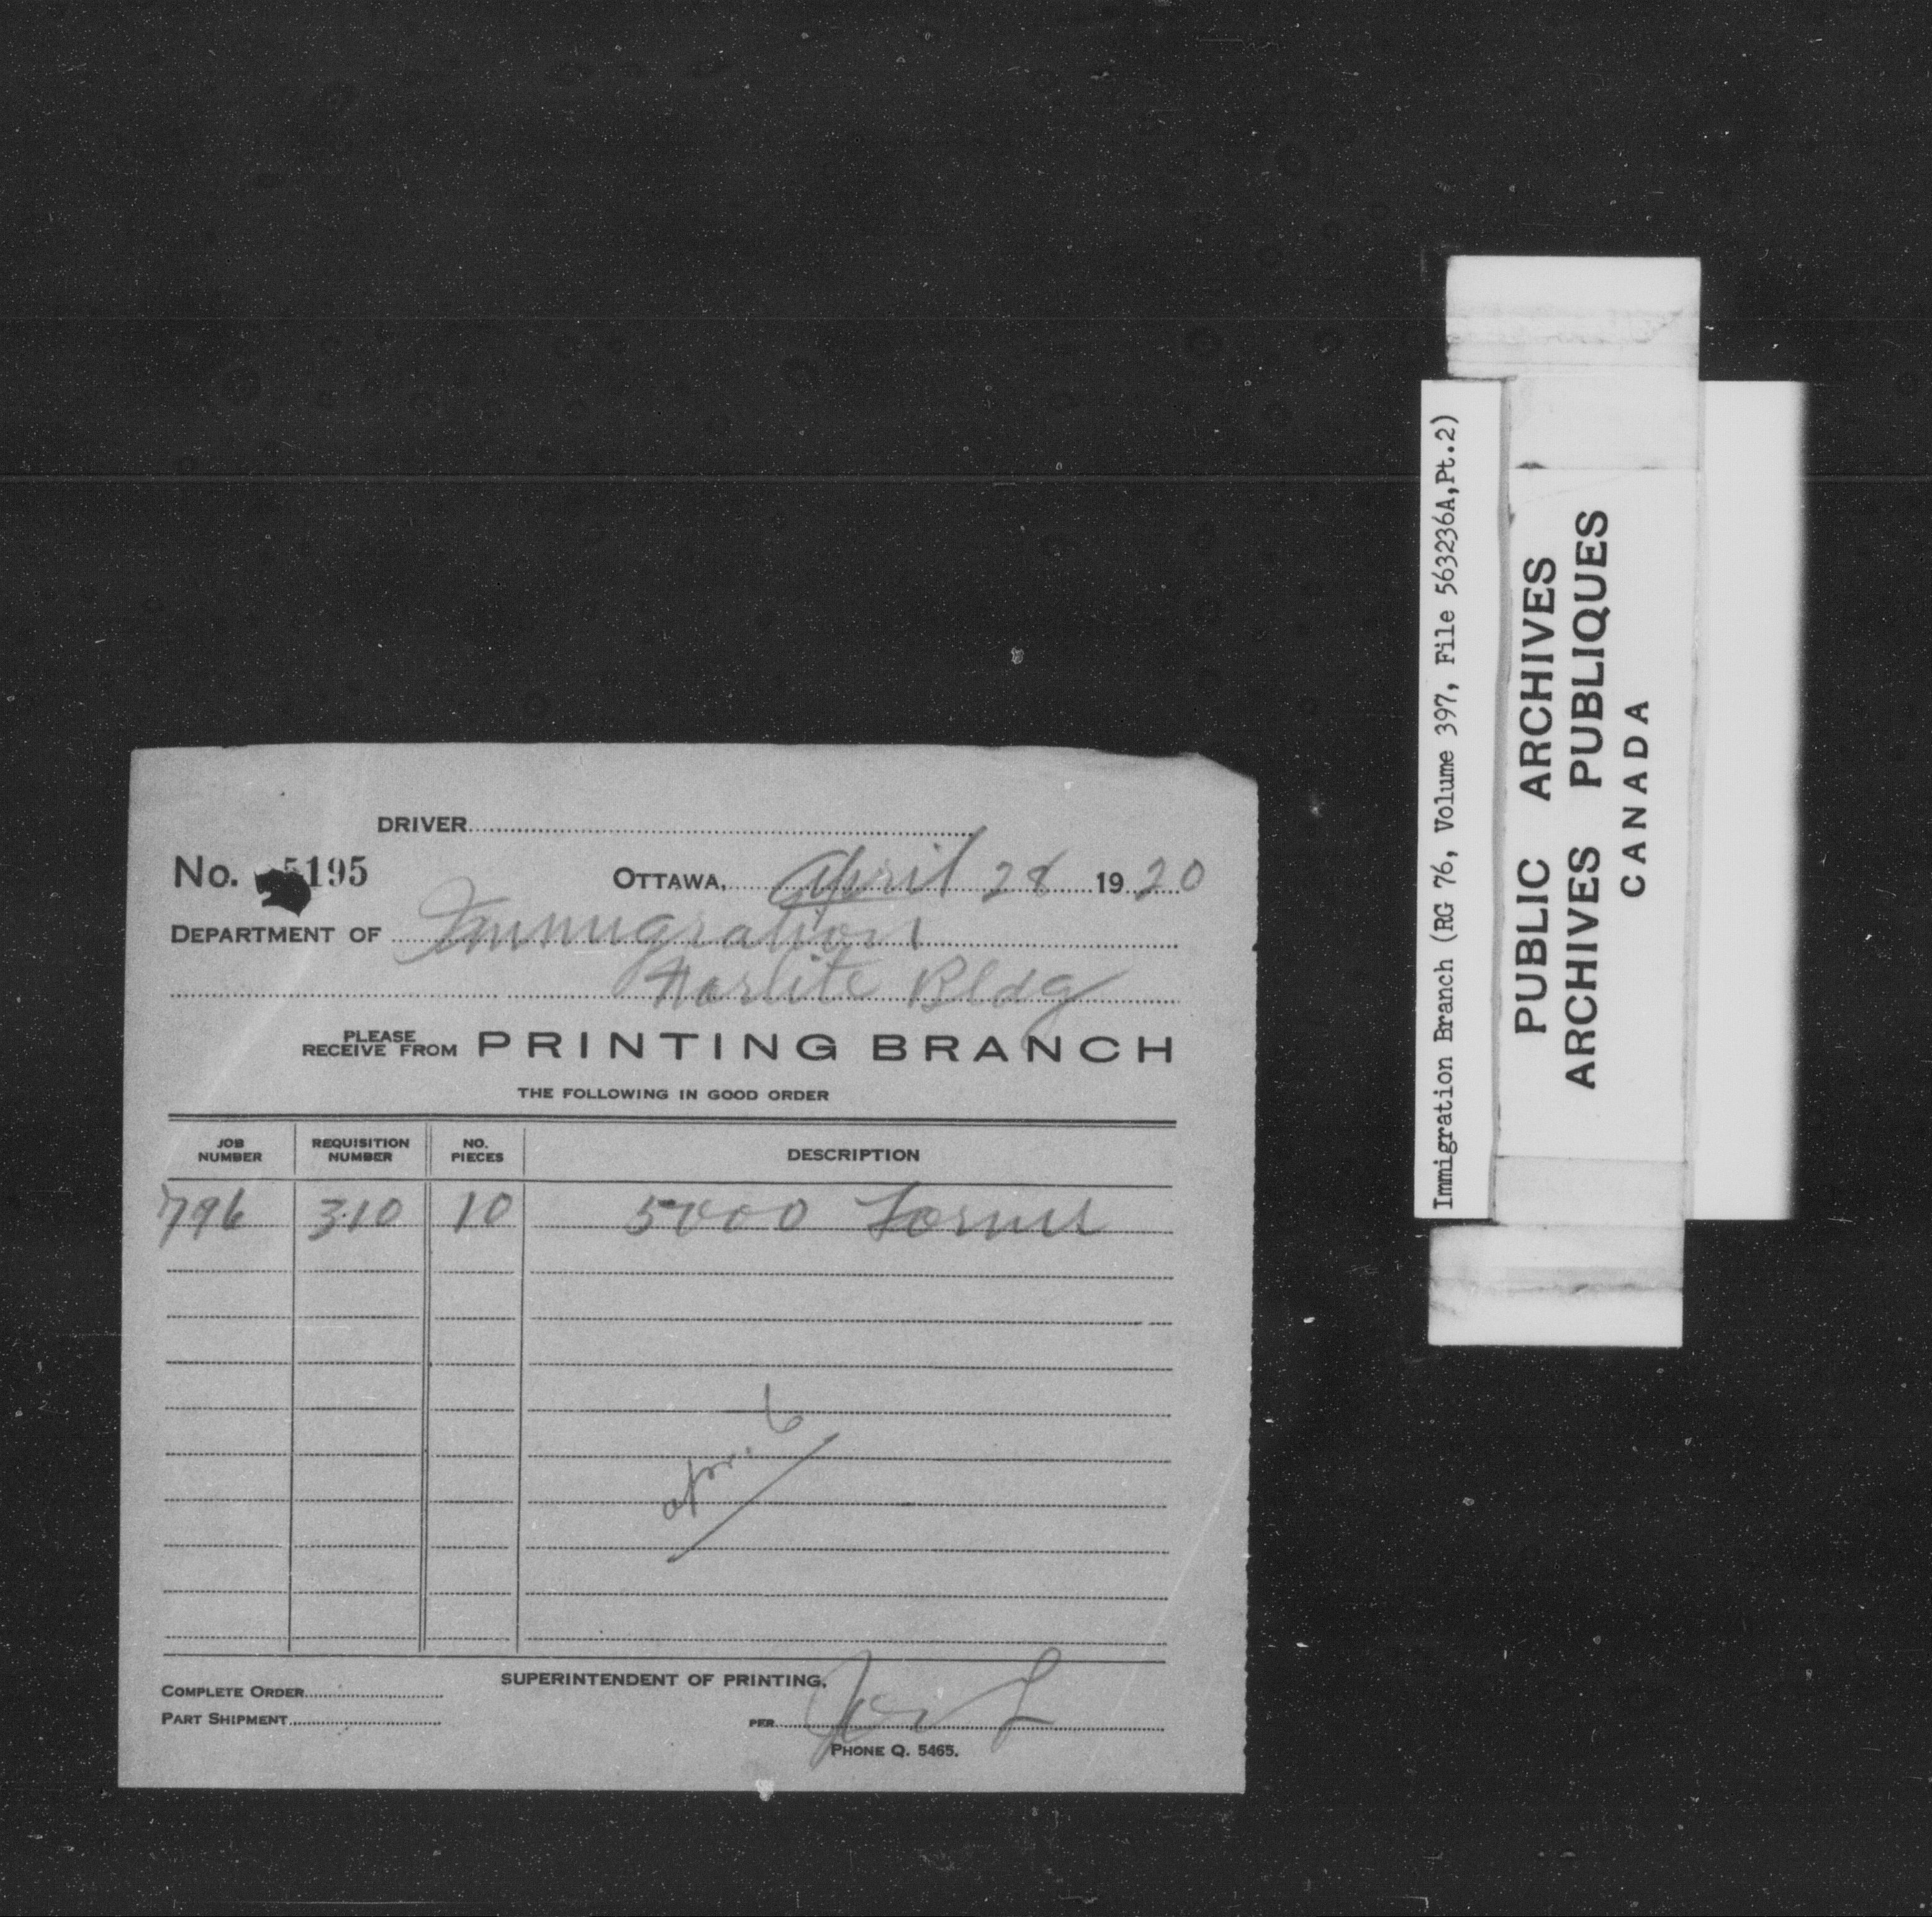 DRIVER
No. 5195 OTTAWA, April 28 1920
DEPARTMENT OF Immigration
Norlite Bldg
PLEASE RECEIVE FROM PRINTING BRANCH
THE FOLLOWING IN GOOD ORDER
JOB NUMBER REQUISITION NUMBER NO. PIECES DESCRIPTION
796 310 10 5000 Forms
apr. 6
SUPERINTENDENT OF PRINTING,
COMPLETE ORDER
PART SHIPMENT
PER
PHONE Q. 5465.
Immigration Branch (RG 76, Volume 397, File 563236A,Pt.2)
PUBLIC ARCHIVES
ARCHIVES PUBLIQUES
CANADA